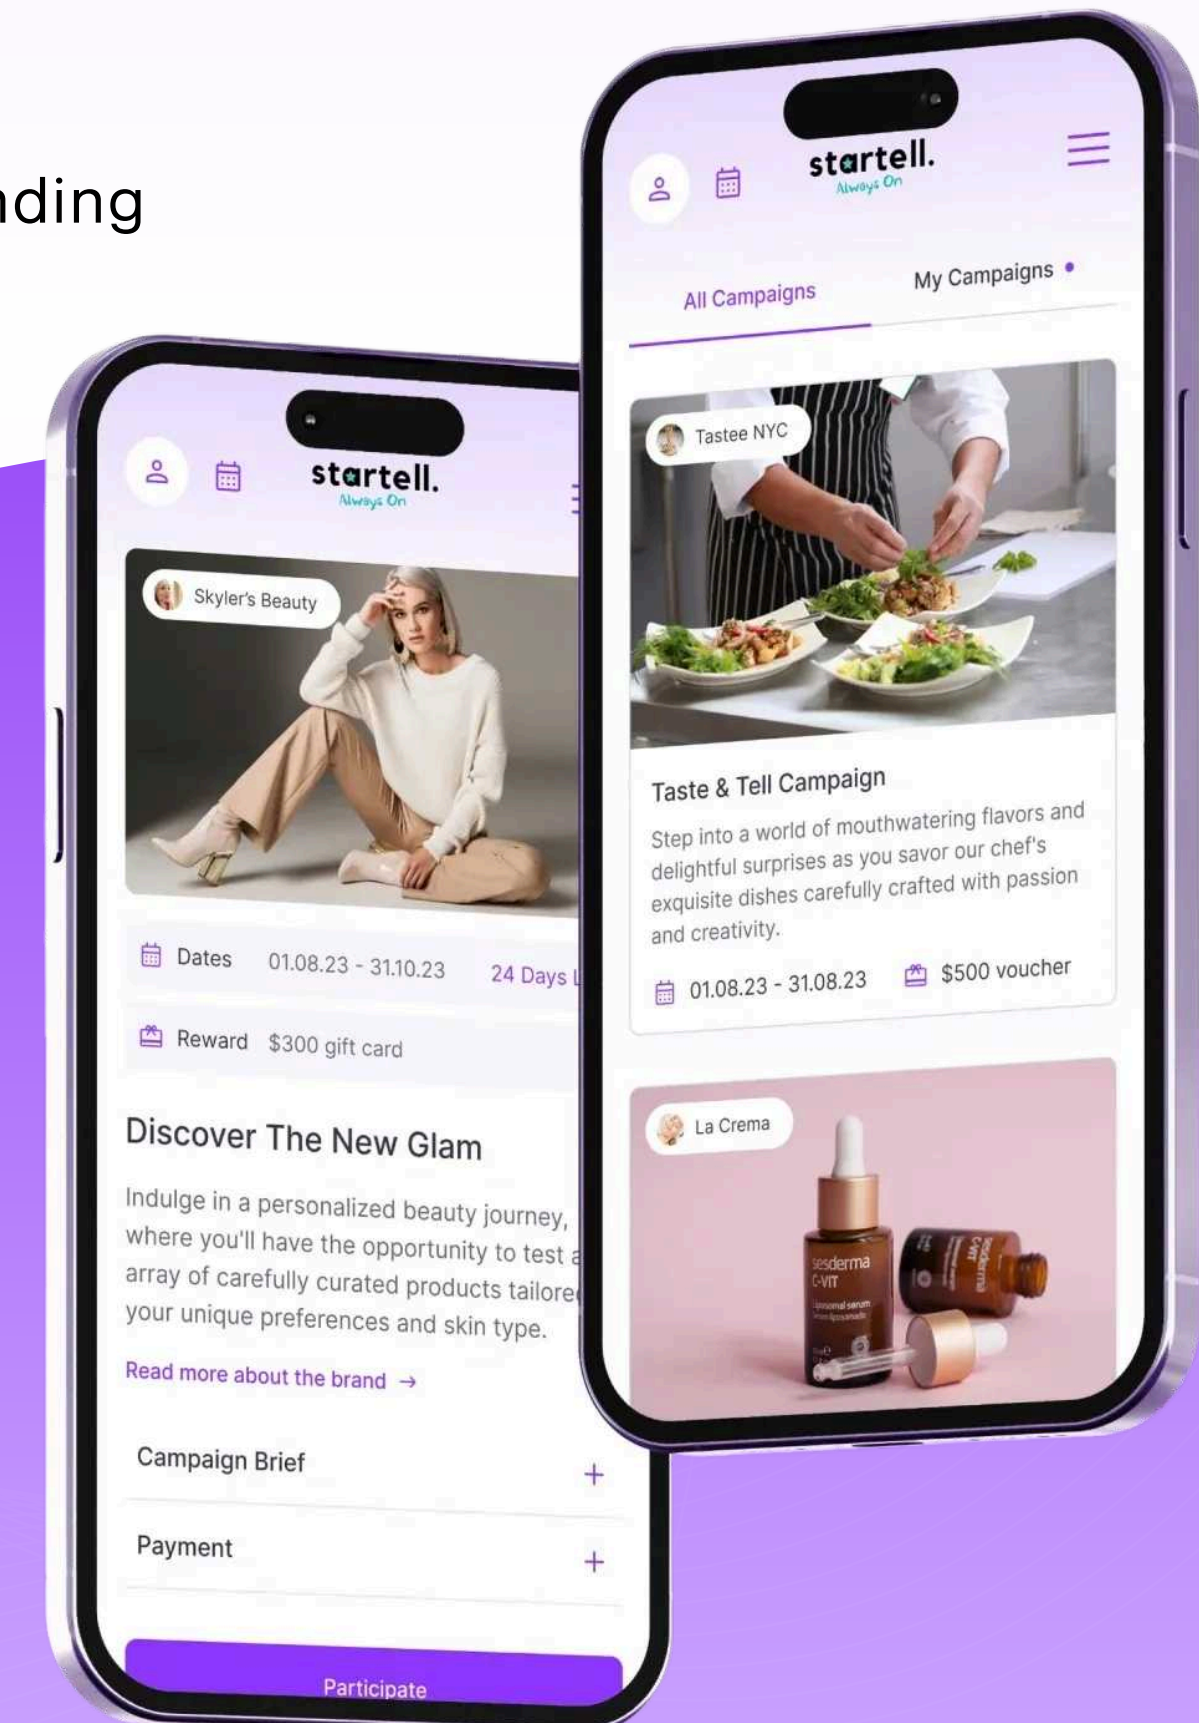 nding
startell.
Always On
Skyler's Beauty
Dates 01.08.23 - 31.10.23 24 Days
Reward $300 gift card
Discover The New Glam
Indulge in a personalized beauty journey,
where you'll have the opportunity to test
array of carefully curated products tailore
your unique preferences and skin type.
Read more about the brand →
Campaign Brief +
Payment +
Participate
startell.
Always On
All Campaigns My Campaigns
Tastee NYC
Taste & Tell Campaign
Step into a world of mouthwatering flavors and
delightful surprises as you savor our chef's
exquisite dishes carefully crafted with passion
and creativity.
01.08.23 - 31.08.23 $500 voucher
La Crema
sesderma
C-VIT
Liposomal serum
sesderma
C-VIT